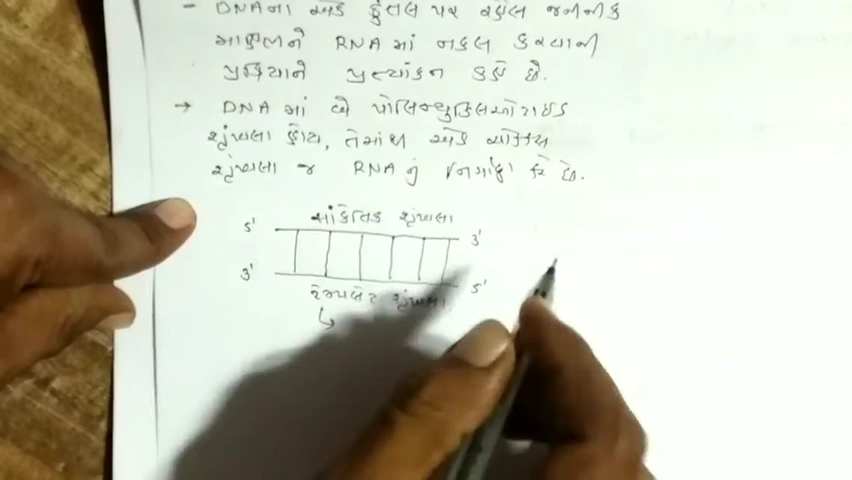 - DNAના એક કુંતલ પર રહેલ જનીનીક
માહિતીને RNA માં નકલ કરવાની
પ્રક્રિયાને પ્રત્યાંકન કહે છે.
→ DNA માં બે પોલિન્યુક્લિઓટાઇડ
શૃંખલા હોય, તેમાંથી એક ચોક્કસ
શૃંખલા જ RNA નું નિર્માણ કરે છે.
5' સાંકેતિક શૃંખલા 3'
3' ટેમ્પલેટ શૃંખલા 5'